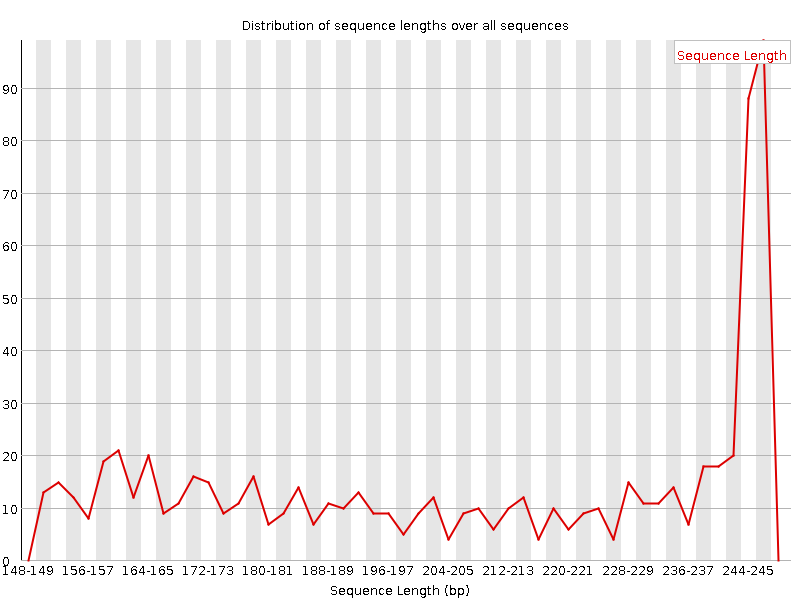 Distribution of sequence lengths over all sequences
Sequence Length
90
80
70
60
50
40
30
20
10
0
148-149 156-157 164-165 172-173 180-181 188-189 196-197 204-205 212-213 220-221 228-229 236-237 244-245
Sequence Length (bp)